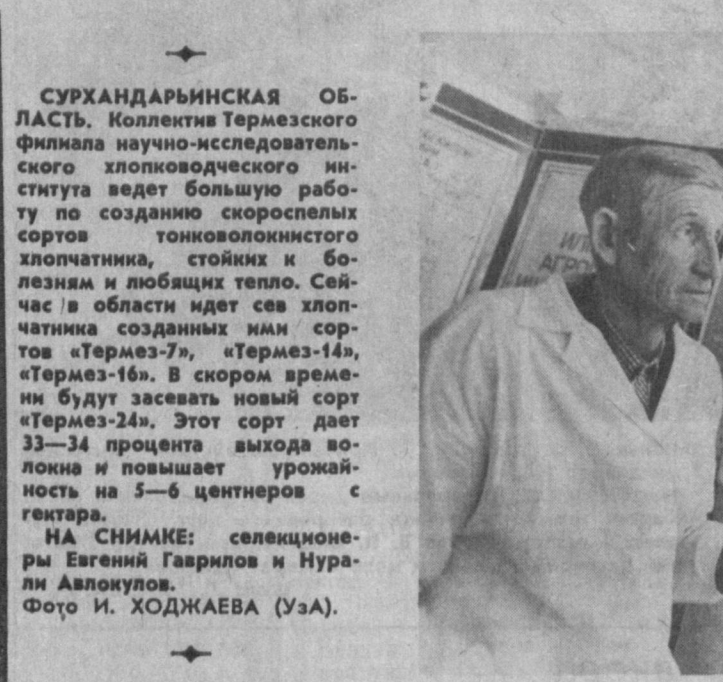 СУРХАНДАРЬИНСКАЯ ОБ-
ЛАСТЬ. Коллектив Термезского
филиала научно-исследователь-
ского хлопководческого ин-
ститута ведет большую рабо-
ту по созданию скороспелых
сортов тонковолокнистого
хлопчатника, стойких к бо-
лезням и любящих тепло. Сей-
час в области идет сев хлоп-
чатника созданных ими сор-
тов «Термез-7», «Термез-14»,
«Термез-16». В скором време-
ни будут засевать новый сорт
«Термез-24». Этот сорт дает
33—34 процента выхода во-
локна и повышает урожай-
ность на 5—6 центнеров с
гектара.
НА СНИМКЕ: селекционе-
ры Евгений Гаврилов и Нура-
ли Авлокулов.
Фото И. ХОДЖАЕВА (УзА).